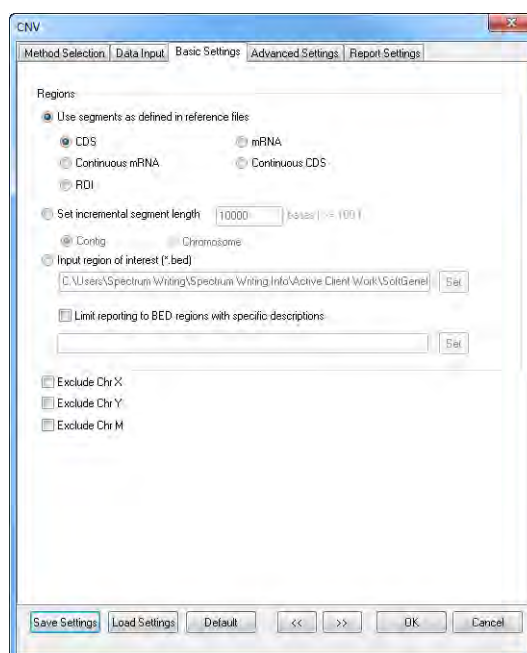 CNV
Method Selection Data Input Basic Settings Advanced Settings Report Settings
Regions
Use segments as defined in reference files
CDS mRNA
Continuous mRNA Continuous CDS
ROI
Set incremental segment length 10000 bases ( >= 100 )
Contig Chromosome
Input region of interest (*.bed)
C:\Users\Spectrum Writing\Spectrum Writing Info\Active Client Work\SoftGenet Set
Limit reporting to BED regions with specific descriptions
Set
Exclude Chr X
Exclude Chr Y
Exclude Chr M
Save Settings Load Settings Default << >> OK Cancel